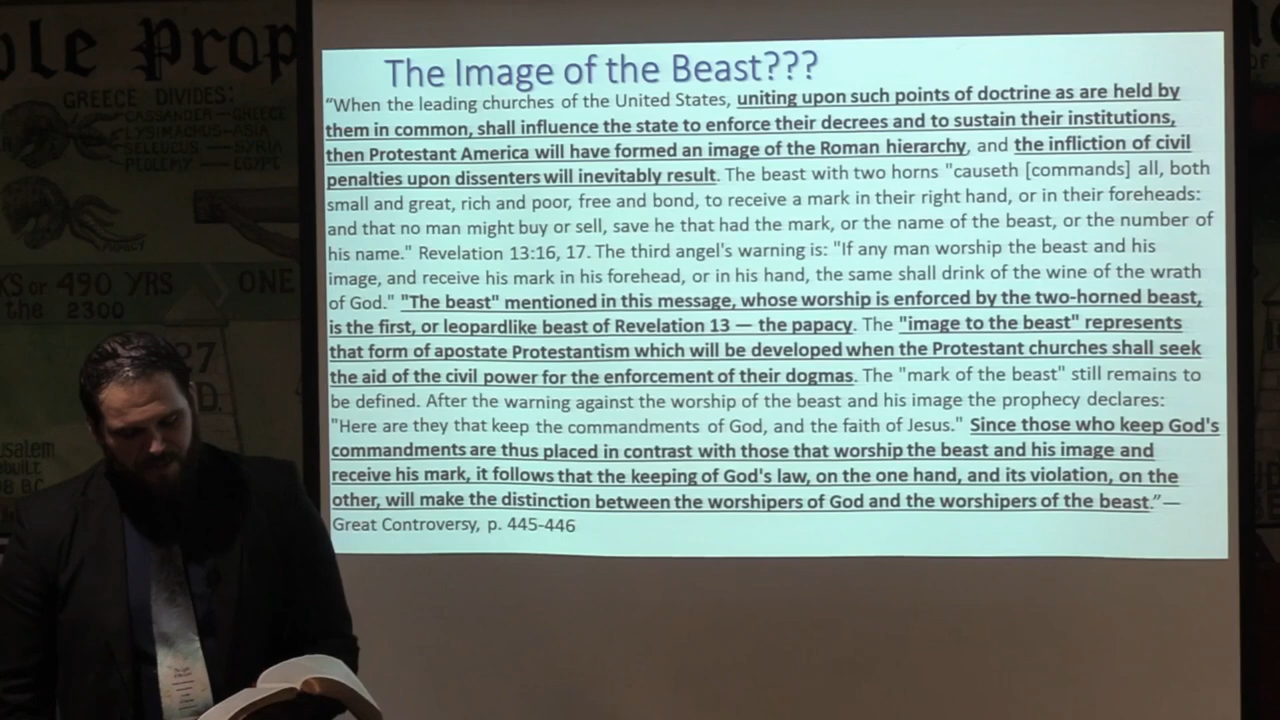 ble Prop
GREECE DIVIDES:
CASSANDER—GREECE
LYSIMACHUS—ASIA
SELEUCUS—SYRIA
PTOLEMY—EGYPT
KS or 490 YRS ONE
the 2300
27
D.
usalem
ebuilt
8 B.C.
The Image of the Beast???
“When the leading churches of the United States, uniting upon such points of doctrine as are held by
them in common, shall influence the state to enforce their decrees and to sustain their institutions,
then Protestant America will have formed an image of the Roman hierarchy, and the infliction of civil
penalties upon dissenters will inevitably result. The beast with two horns "causeth [commands] all, both
small and great, rich and poor, free and bond, to receive a mark in their right hand, or in their foreheads:
and that no man might buy or sell, save he that had the mark, or the name of the beast, or the number of
his name." Revelation 13:16, 17. The third angel's warning is: "If any man worship the beast and his
image, and receive his mark in his forehead, or in his hand, the same shall drink of the wine of the wrath
of God." "The beast" mentioned in this message, whose worship is enforced by the two-horned beast,
is the first, or leopardlike beast of Revelation 13 — the papacy. The "image to the beast" represents
that form of apostate Protestantism which will be developed when the Protestant churches shall seek
the aid of the civil power for the enforcement of their dogmas. The "mark of the beast" still remains to
be defined. After the warning against the worship of the beast and his image the prophecy declares:
"Here are they that keep the commandments of God, and the faith of Jesus." Since those who keep God's
commandments are thus placed in contrast with those that worship the beast and his image and
receive his mark, it follows that the keeping of God's law, on the one hand, and its violation, on the
other, will make the distinction between the worshipers of God and the worshipers of the beast.”—
Great Controversy, p. 445-446